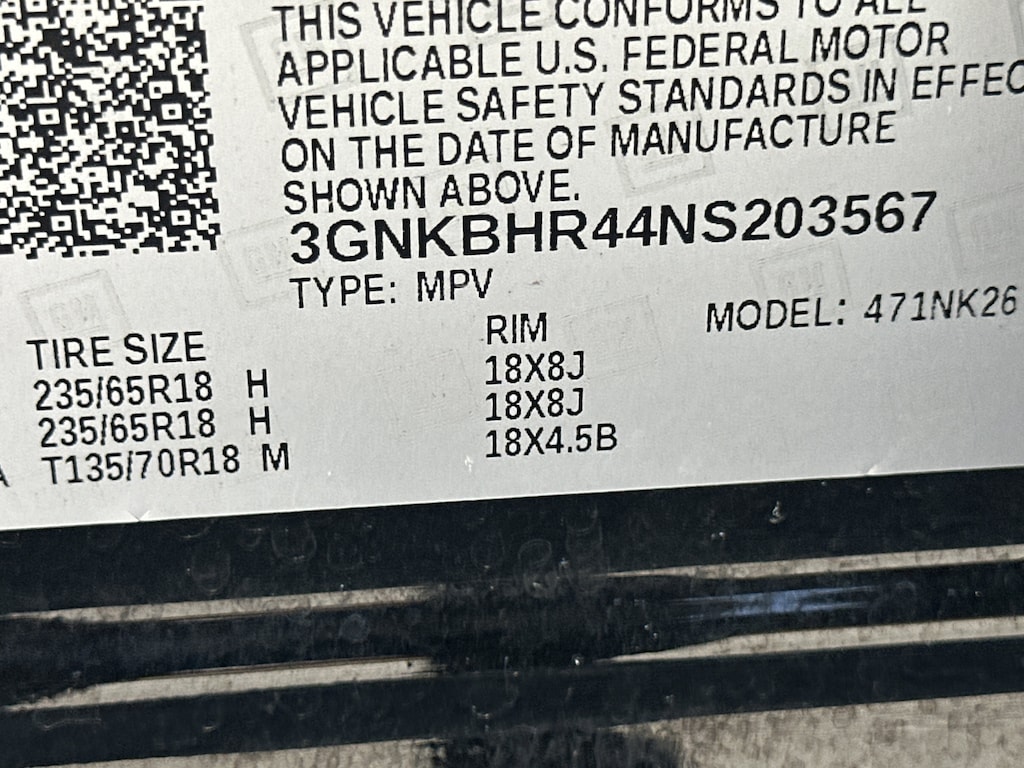 THIS VEHICLE CONFORMS TO ALL
APPLICABLE U.S. FEDERAL MOTOR
VEHICLE SAFETY STANDARDS IN EFFEC
ON THE DATE OF MANUFACTURE
SHOWN ABOVE.
3GNKBHR44NS203567
TYPE: MPV
MODEL: 471NK26
TIRE SIZE RIM
235/65R18 H 18X8J
235/65R18 H 18X8J
A T135/70R18 M 18X4.5B